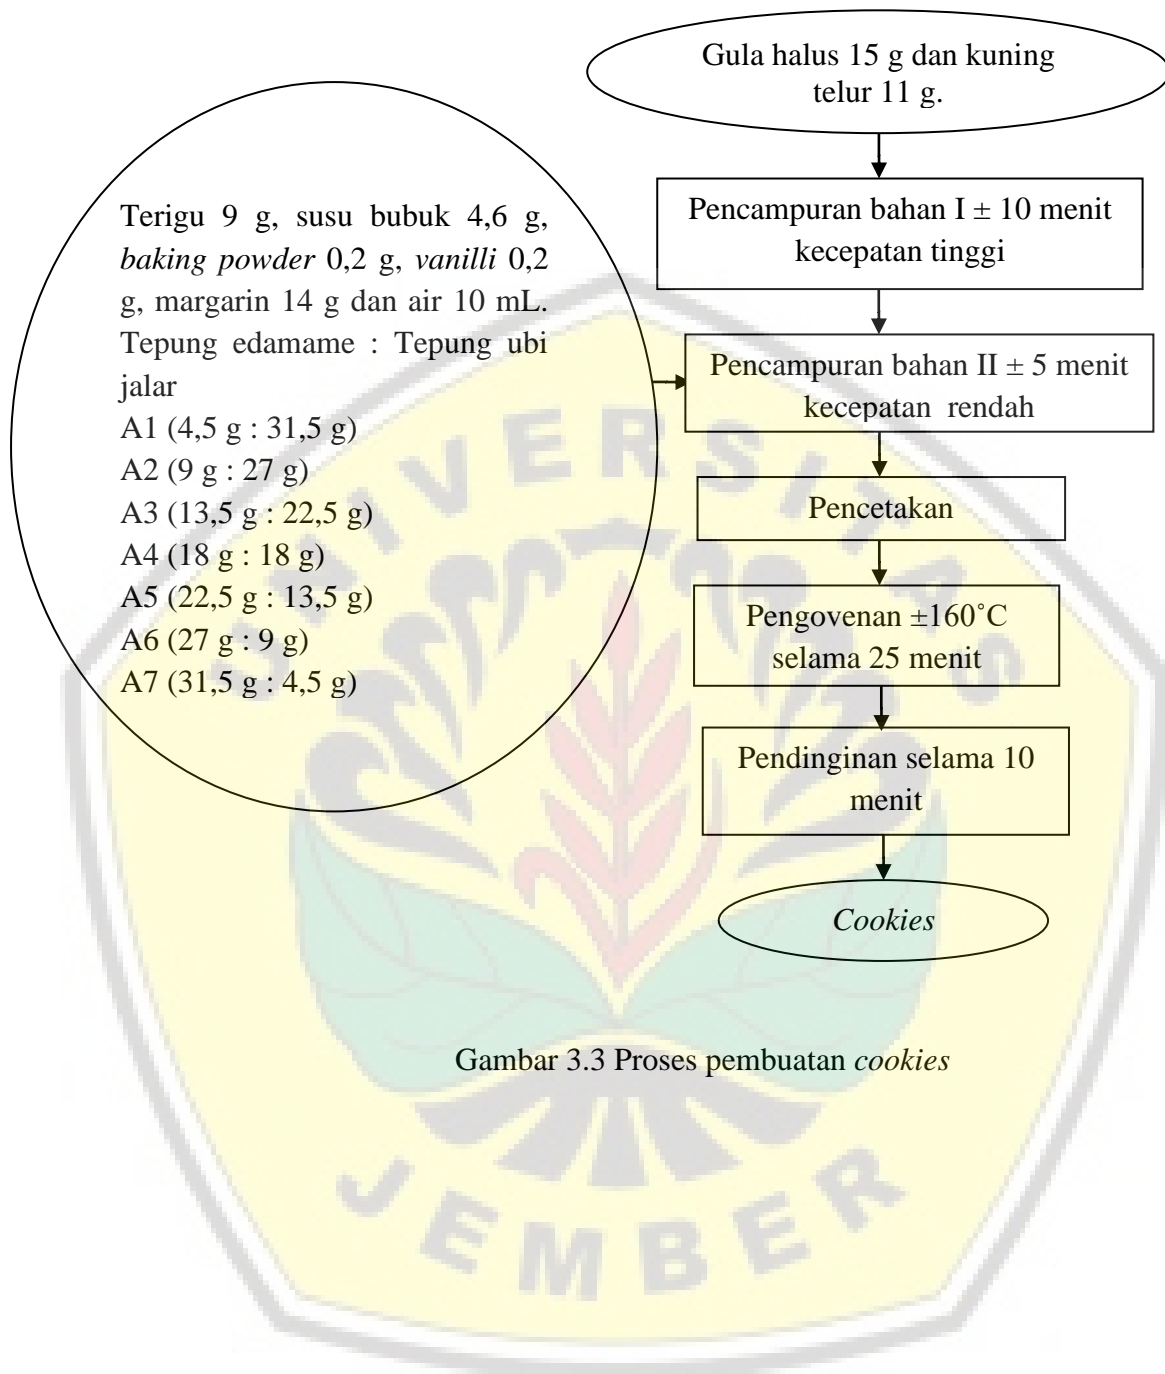 Gula halus 15 g dan kuning
telur 11 g.
Pencampuran bahan I ± 10 menit
kecepatan tinggi
Terigu 9 g, susu bubuk 4,6 g,
baking powder 0,2 g, vanilli 0,2
g, margarin 14 g dan air 10 mL.
Tepung edamame : Tepung ubi
jalar
A1 (4,5 g : 31,5 g)
A2 (9 g : 27 g)
A3 (13,5 g : 22,5 g)
A4 (18 g : 18 g)
A5 (22,5 g : 13,5 g)
A6 (27 g : 9 g)
A7 (31,5 g : 4,5 g)
Pencampuran bahan II ± 5 menit
kecepatan rendah
Pencetakan
Pengovenan ±160˚C
selama 25 menit
Pendinginan selama 10
menit
Cookies
Gambar 3.3 Proses pembuatan cookies
UNIVERSITAS
JEMBER